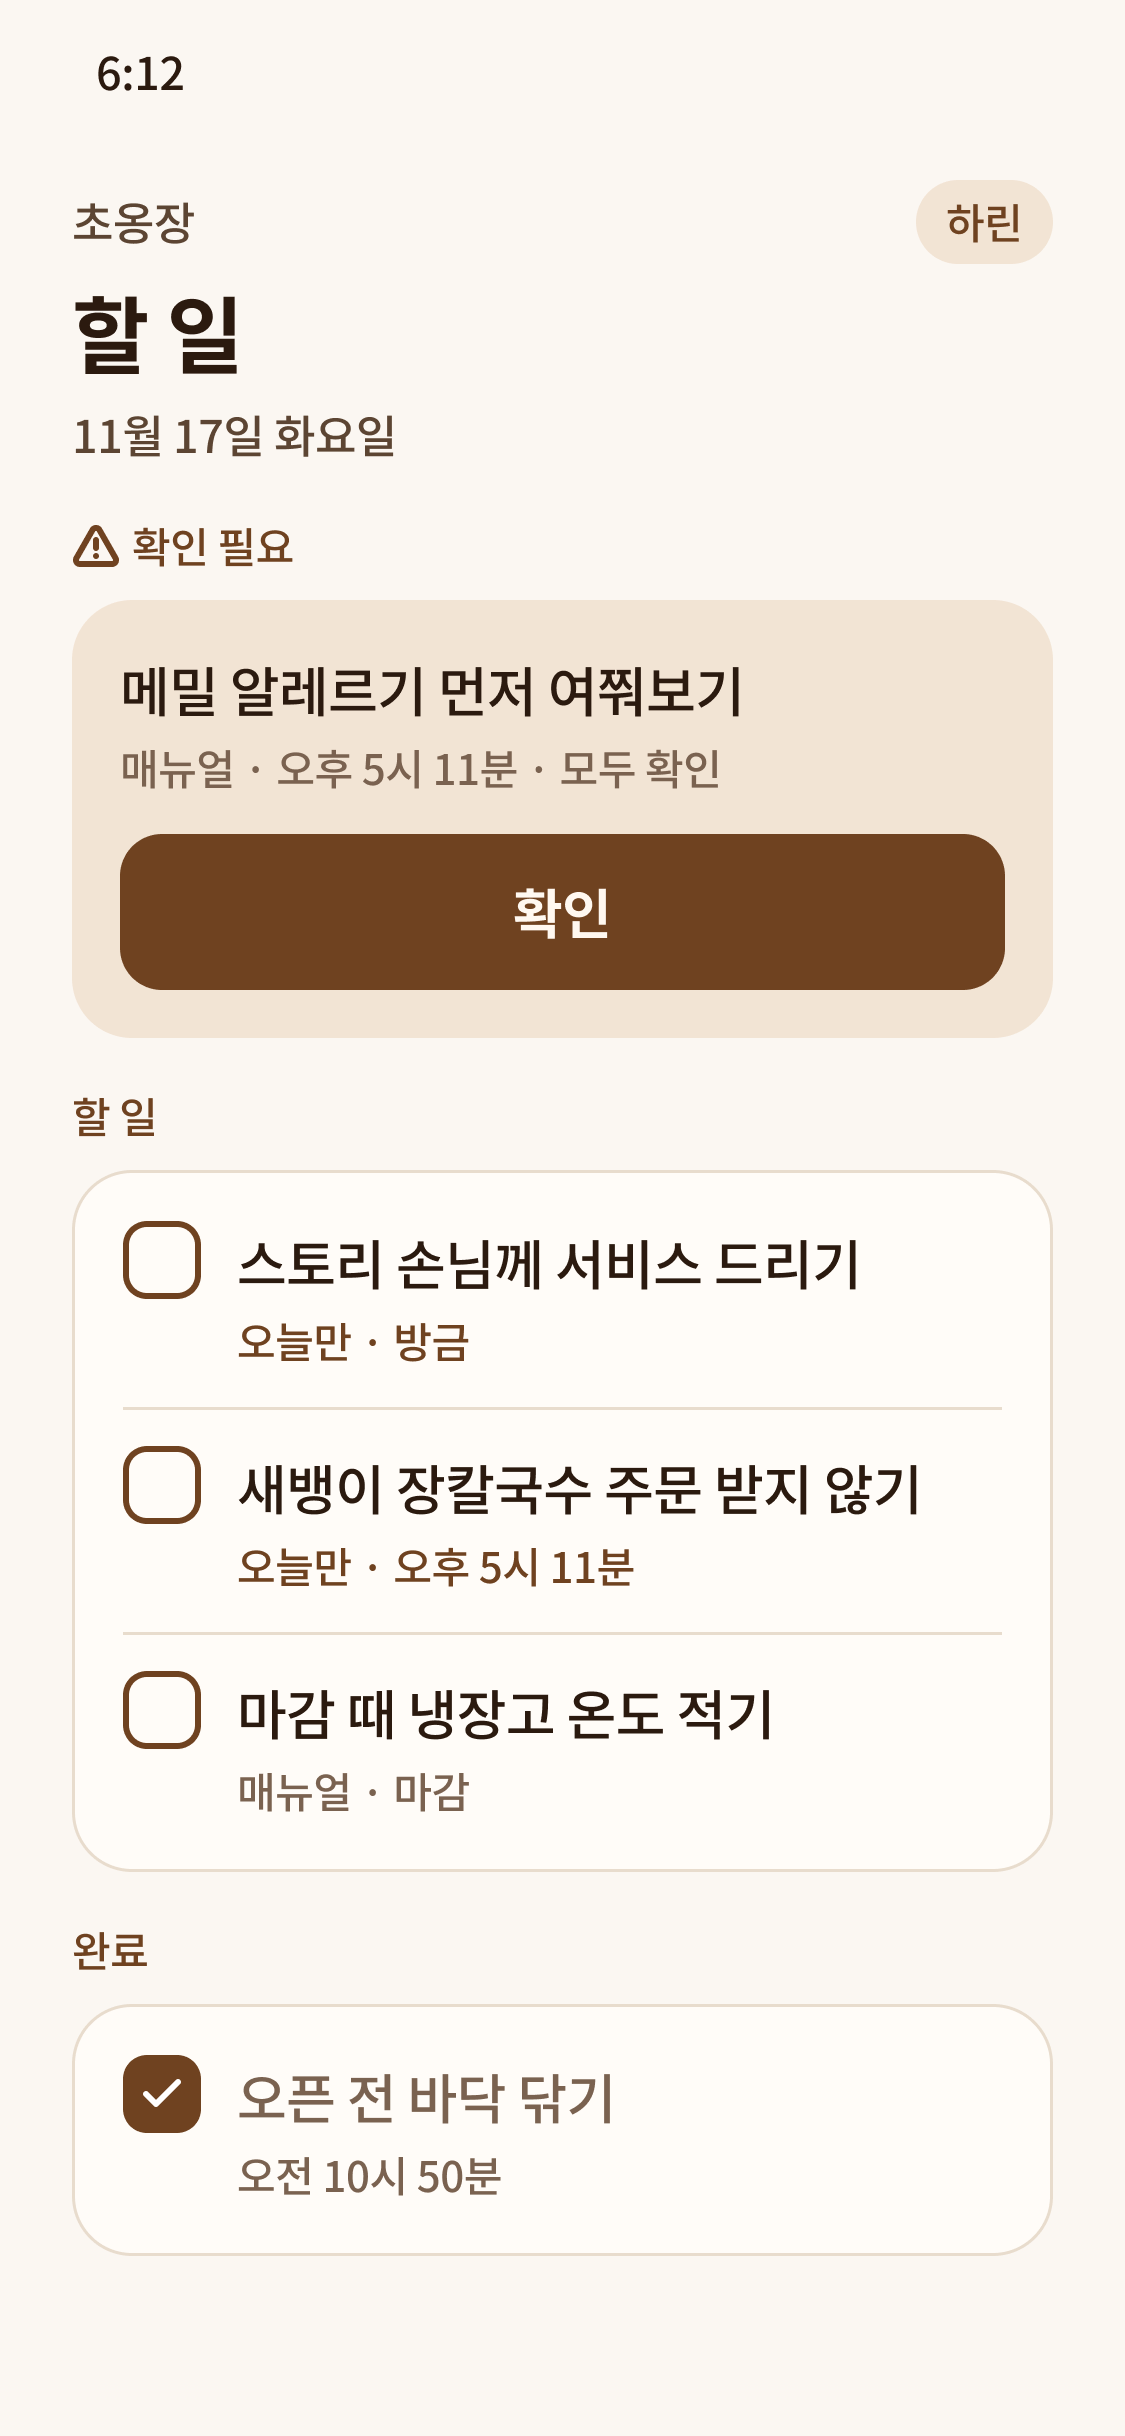 6:12
초옹장
하린
할 일
11월 17일 화요일
확인 필요
메밀 알레르기 먼저 여쭤보기
매뉴얼 · 오후 5시 11분 · 모두 확인
확인
할 일
스토리 손님께 서비스 드리기
오늘만 · 방금
새뱅이 장칼국수 주문 받지 않기
오늘만 · 오후 5시 11분
마감 때 냉장고 온도 적기
매뉴얼 · 마감
완료
오픈 전 바닥 닦기
오전 10시 50분